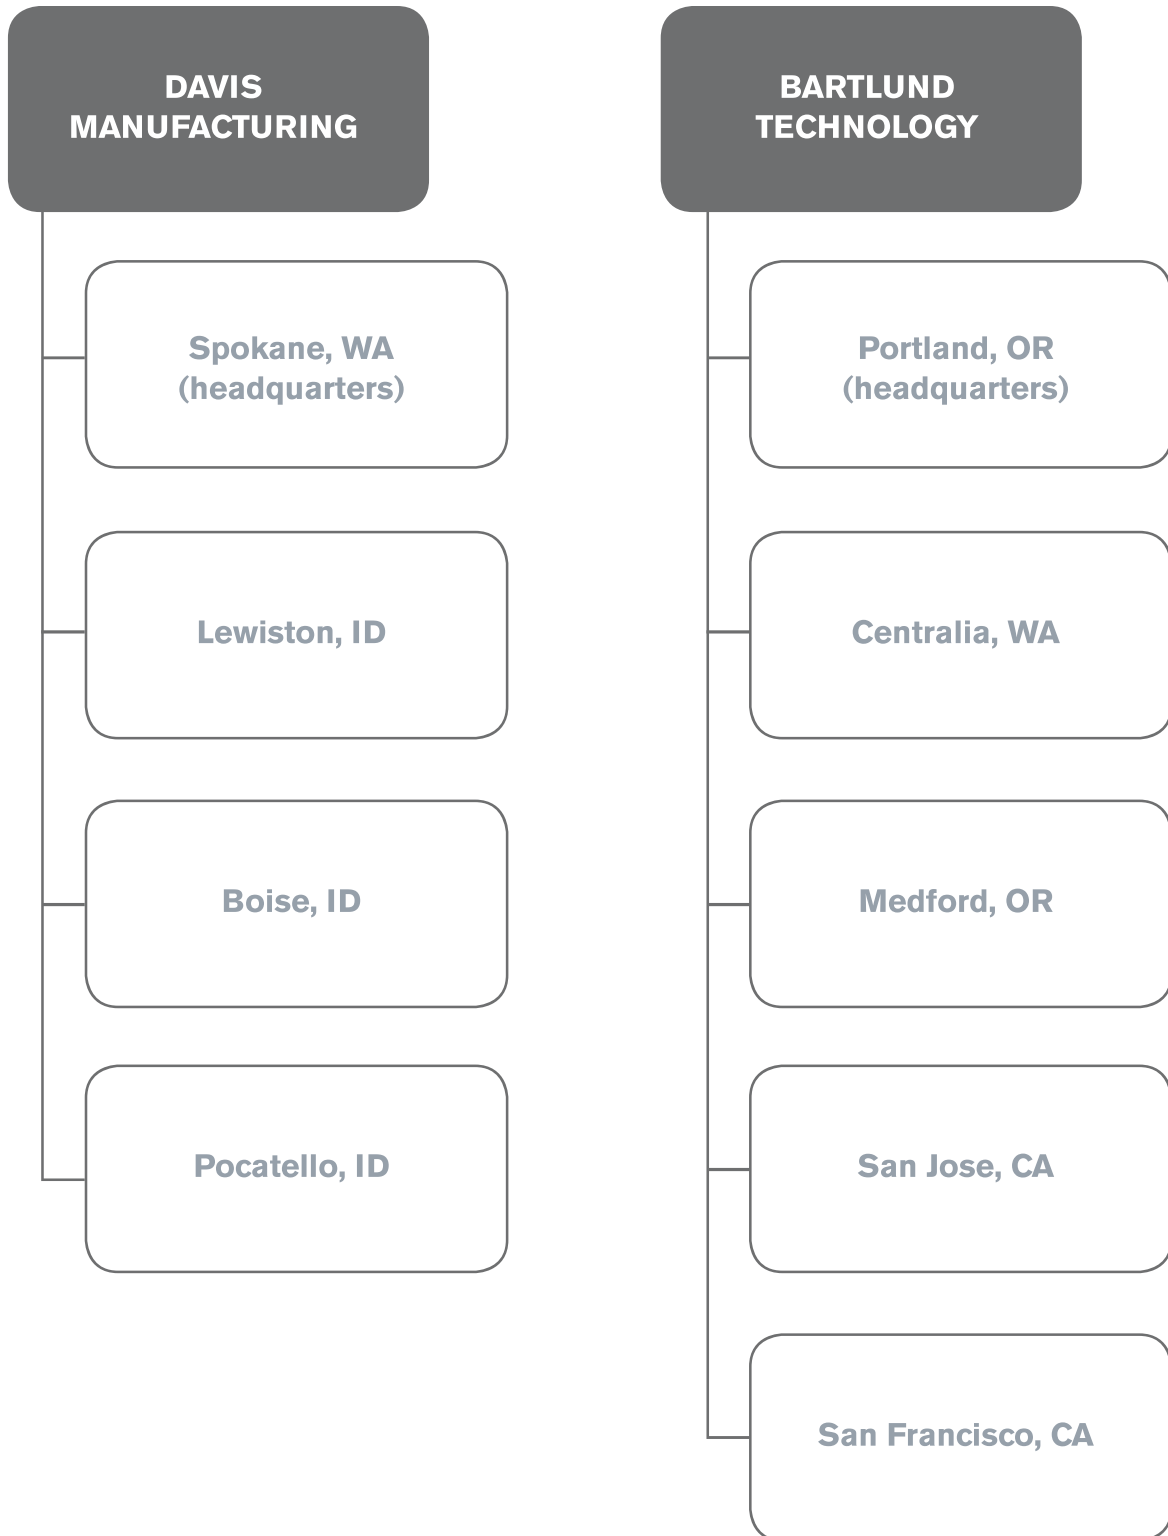 DAVIS
MANUFACTURING
Spokane, WA
(headquarters)
Lewiston, ID
Boise, ID
Pocatello, ID
BARTLUND
TECHNOLOGY
Portland, OR
(headquarters)
Centralia, WA
Medford, OR
San Jose, CA
San Francisco, CA